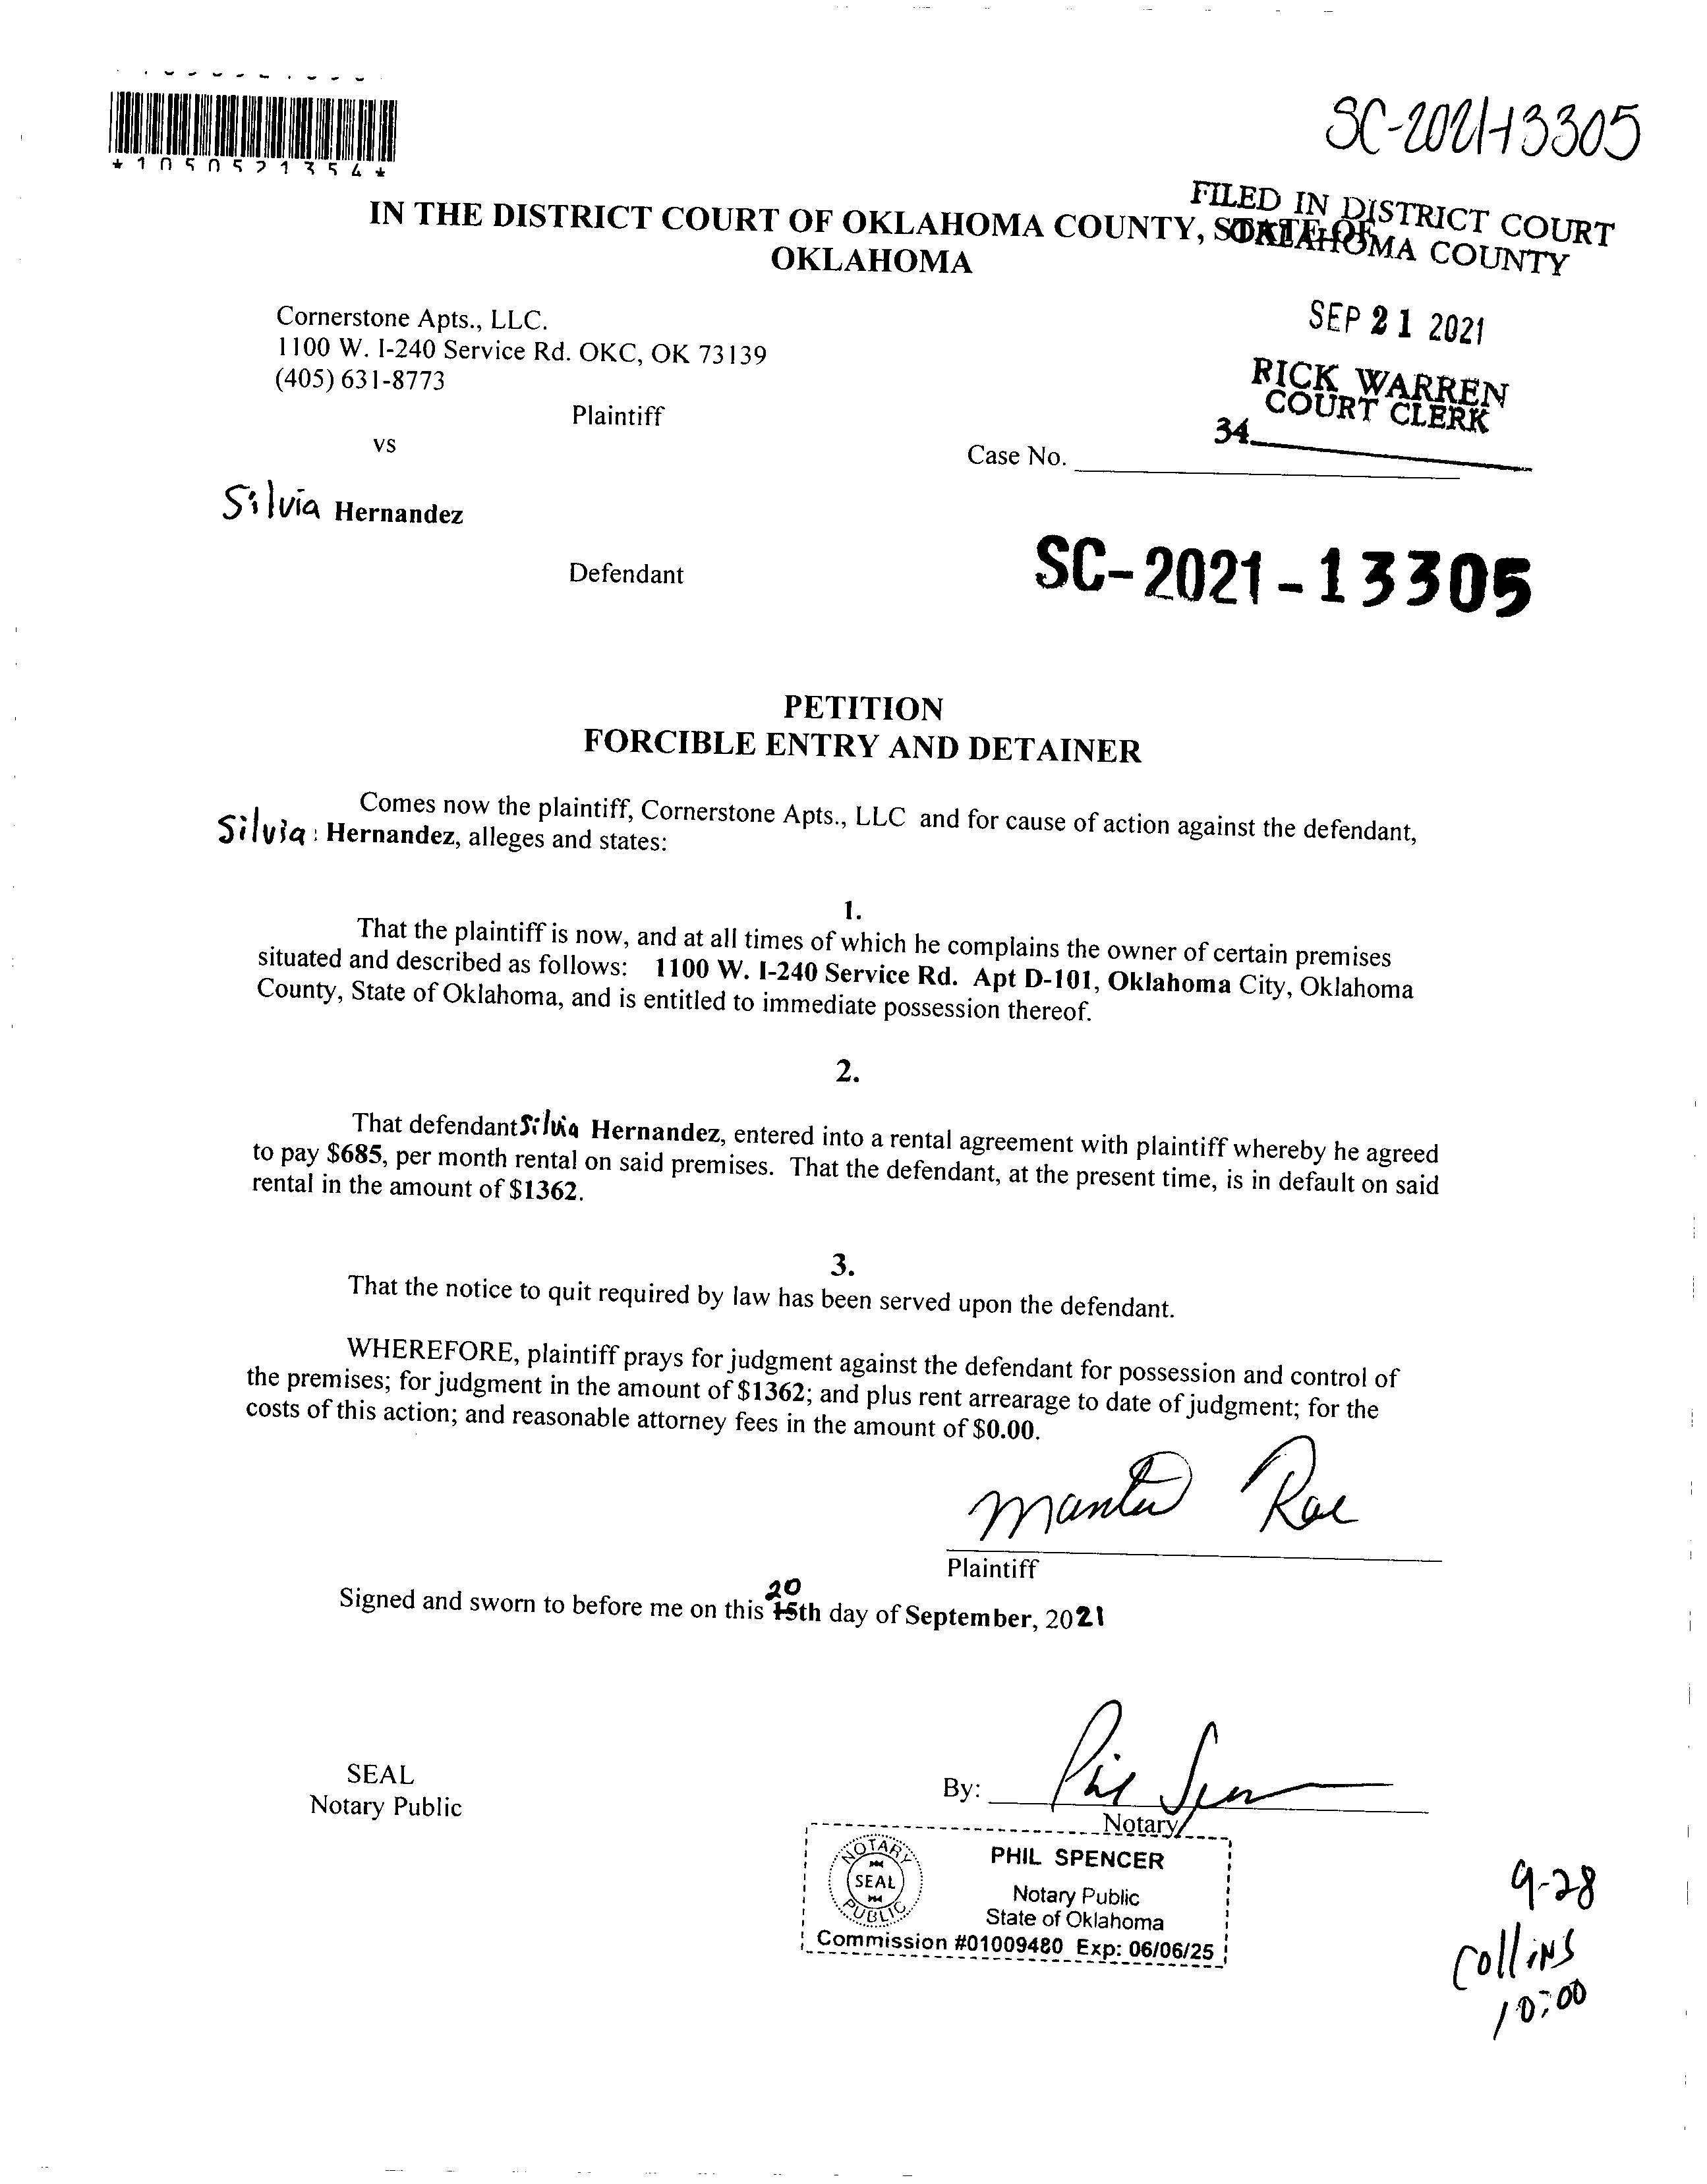 SC-2021-13305
*1050521354*
FILED IN DISTRICT COURT
OKLAHOMA COUNTY
IN THE DISTRICT COURT OF OKLAHOMA COUNTY, STATE OF
OKLAHOMA
Cornerstone Apts., LLC.
1100 W. I-240 Service Rd. OKC, OK 73139
(405) 631-8773
SEP 21 2021
RICK WARREN
COURT CLERK
34
Plaintiff
vs
Case No.
Silvia Hernandez
Defendant
SC-2021-13305
PETITION
FORCIBLE ENTRY AND DETAINER
Comes now the plaintiff, Cornerstone Apts., LLC and for cause of action against the defendant,
Silvia : Hernandez, alleges and states:
1.
That the plaintiff is now, and at all times of which he complains the owner of certain premises
situated and described as follows: 1100 W. I-240 Service Rd. Apt D-101, Oklahoma City, Oklahoma
County, State of Oklahoma, and is entitled to immediate possession thereof.
2.
That defendant Silvia Hernandez, entered into a rental agreement with plaintiff whereby he agreed
to pay $685, per month rental on said premises. That the defendant, at the present time, is in default on said
rental in the amount of $1362.
3.
That the notice to quit required by law has been served upon the defendant.
WHEREFORE, plaintiff prays for judgment against the defendant for possession and control of
the premises; for judgment in the amount of $1362; and plus rent arrearage to date of judgment; for the
costs of this action; and reasonable attorney fees in the amount of $0.00.
Rae
Plaintiff
20
Signed and sworn to before me on this 15th day of September, 2021
SEAL
Notary Public
By: Phil Spencer
Notary
NOTARY PUBLIC
SEAL
PHIL SPENCER
Notary Public
State of Oklahoma
Commission #01009480 Exp: 06/06/25
9-28
Collins
10:00